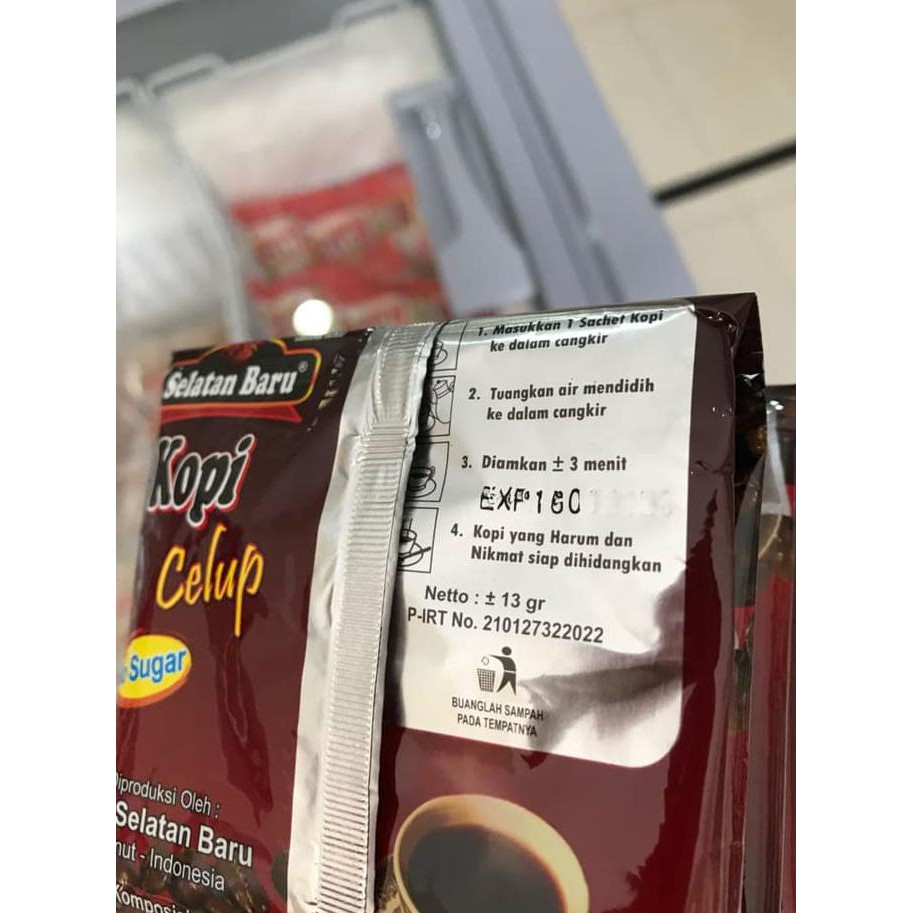 Selatan Baru®
Kopi
Celup
Sugar
Diproduksi Oleh :
Selatan Baru
- Indonesia
1. Masukkan 1 Sachet Kopi
ke dalam cangkir
2. Tuangkan air mendidih
ke dalam cangkir
3. Diamkan ± 3 menit
EXP
4. Kopi yang Harum dan
Nikmat siap dihidangkan
Netto : ± 13 gr
P-IRT No. 210127322022
BUANGLAH SAMPAH
PADA TEMPATNYA